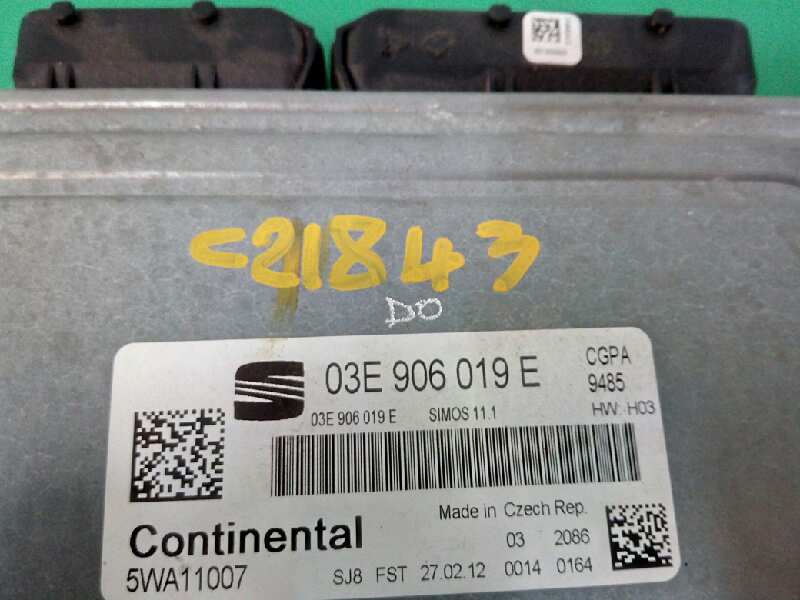 C21843
DO
03E 906 019 E
CGPA
9485
03E 906 019 E SIMOS 11.1
HW: H03
Made in Czech Rep.
Continental
03 2086
5WA11007
SJ8 FST 27.02.12 0014 0164